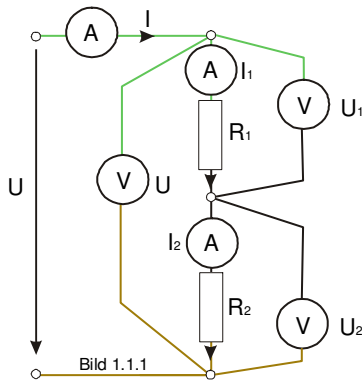 A I
A I₁
V U₁
R₁
U V U
I₂ A
R₂
V U₂
Bild 1.1.1